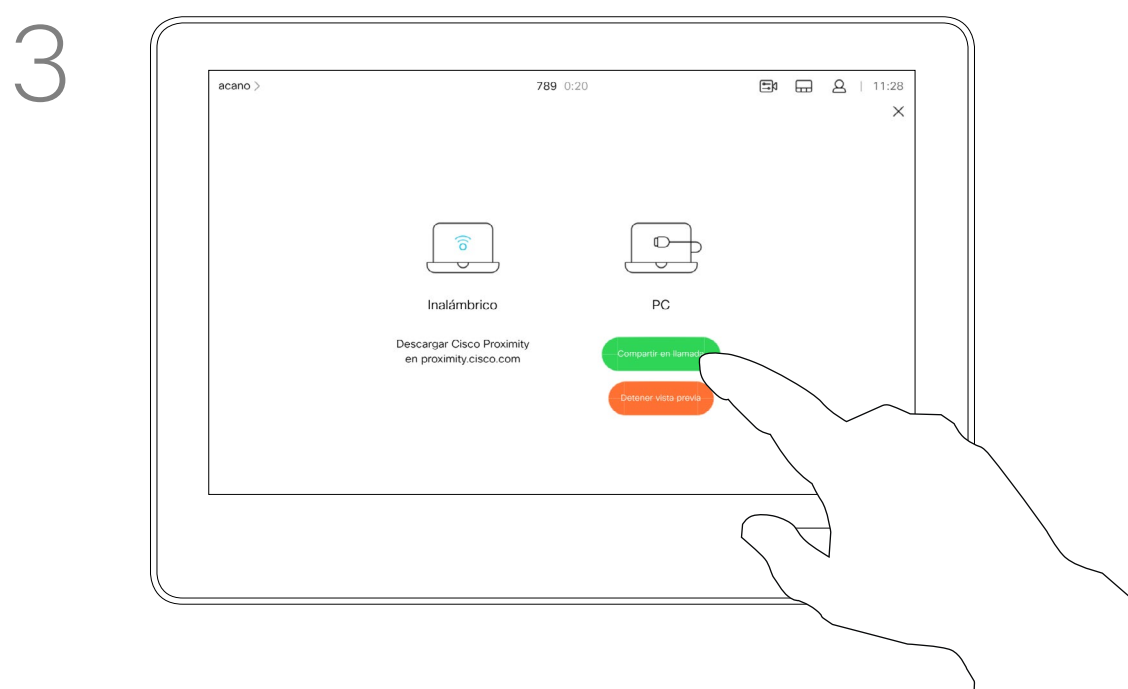 3
acano >
789 0:20
11:28
Inalámbrico
PC
Descargar Cisco Proximity
en proximity.cisco.com
Compartir en llamad
Detener vista previa